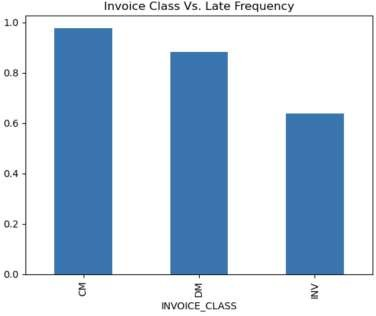 Invoice Class Vs. Late Frequency
1.0
0.8
0.6
0.4
0.2
0.0
CM
DM
INV
INVOICE_CLASS